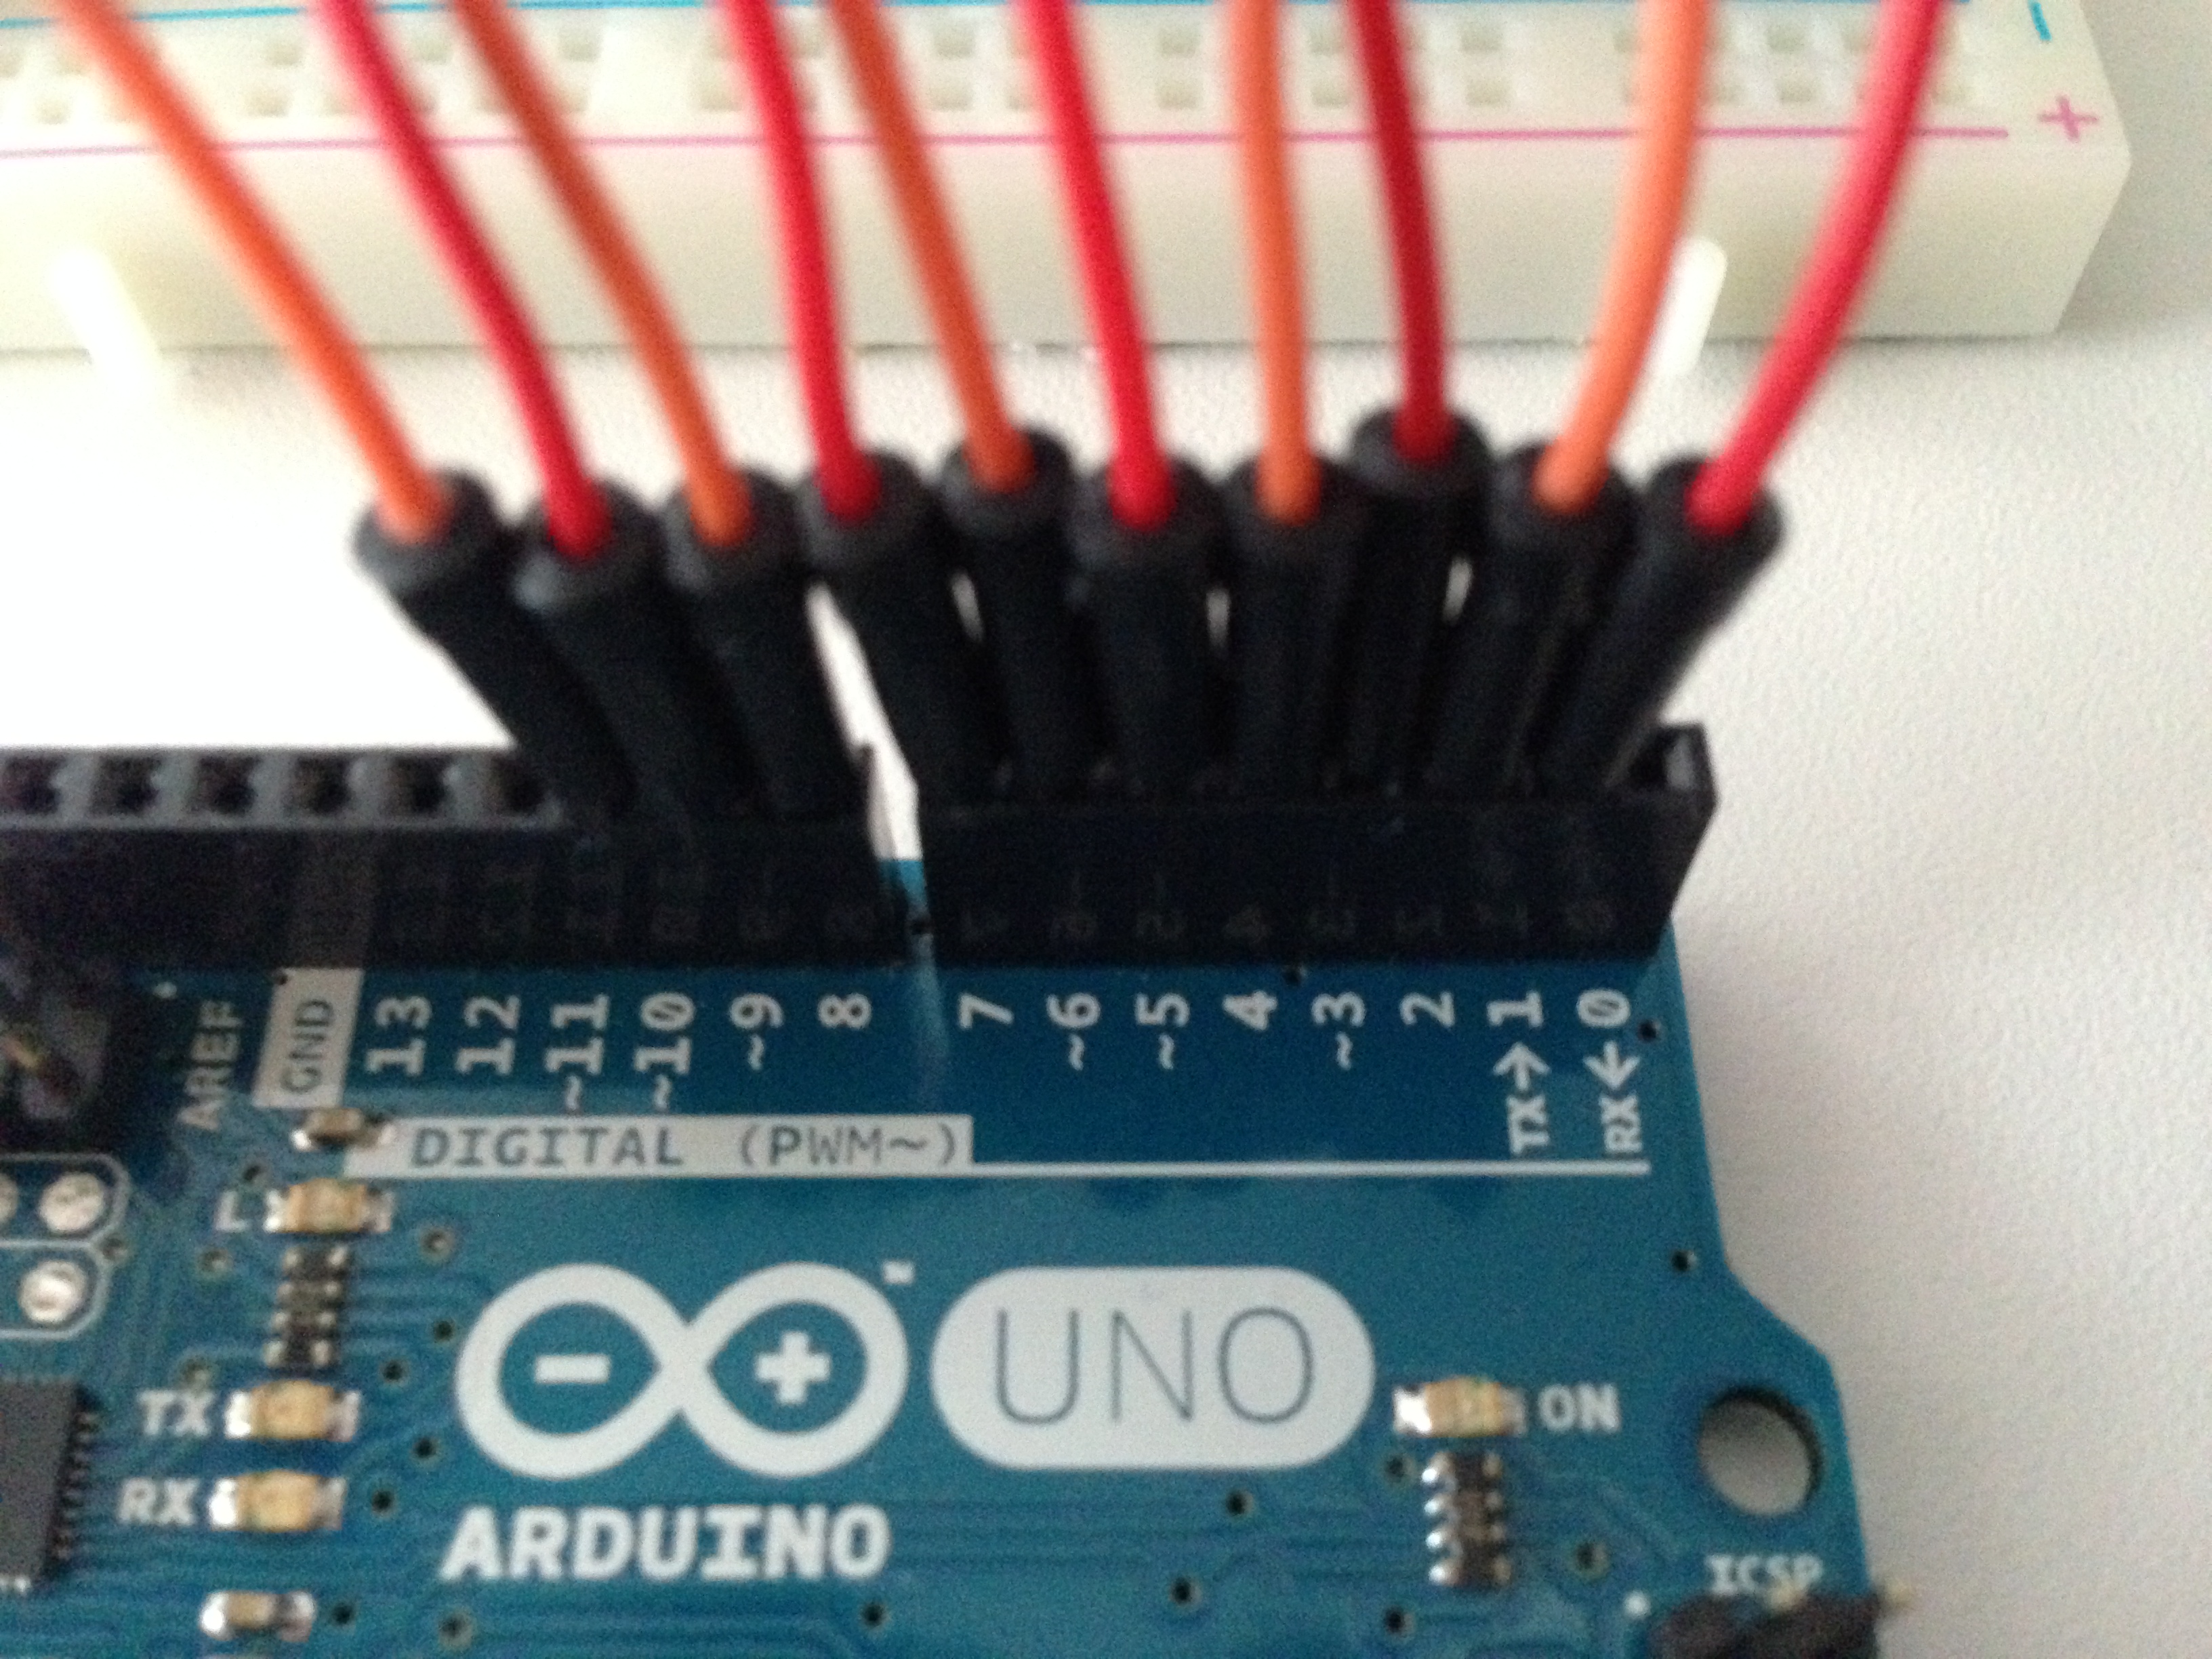 - 
+
AREF GND 13 12 ~11 ~10 ~9 8 7 ~6 ~5 4 ~3 2 TX→1 RX←0
DIGITAL (PWM~)
L
- + UNO
TX
ON
RX
ARDUINO
ICSP